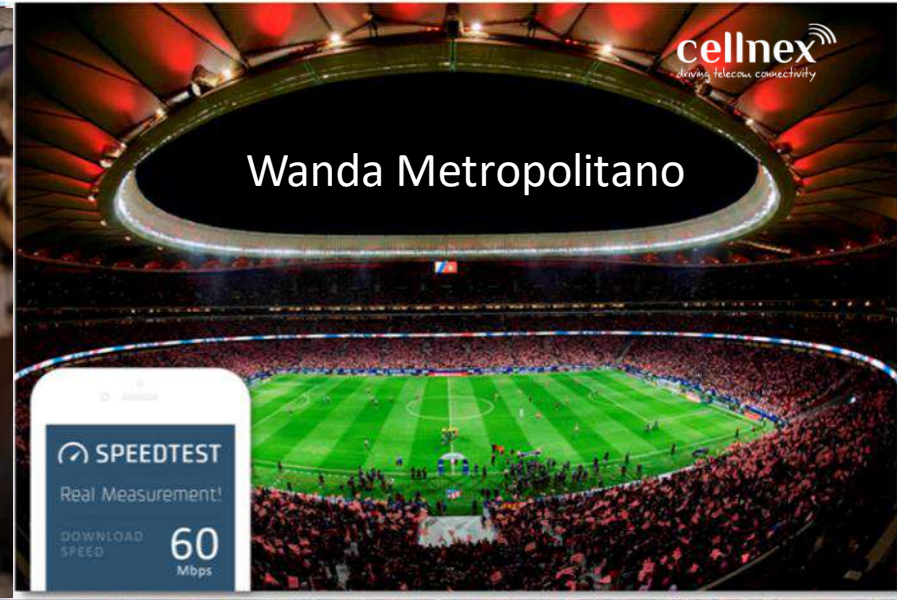 cellnex
driving telecom connectivity
Wanda Metropolitano
SPEEDTEST
Real Measurement!
DOWNLOAD
SPEED
60
Mbps